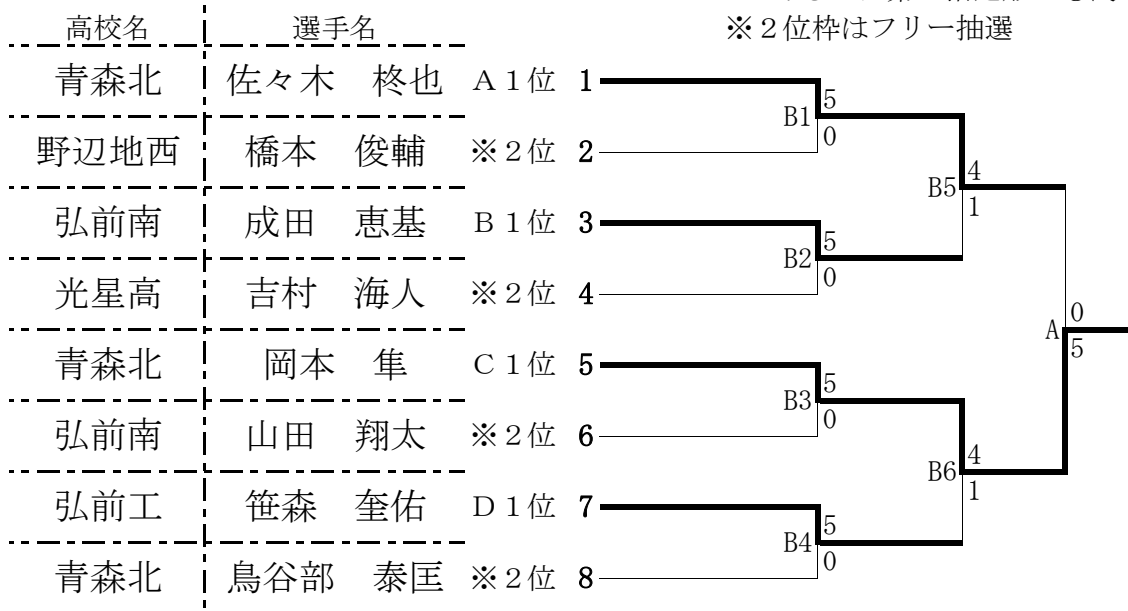 高校名 選手名 ※２位枠はフリー抽選
青森北 佐々木 柊也 Ａ１位 1
野辺地西 橋本 俊輔 ※２位 2
弘前南 成田 恵基 Ｂ１位 3
光星高 吉村 海人 ※２位 4
青森北 岡本 隼 Ｃ１位 5
弘前南 山田 翔太 ※２位 6
弘前工 笹森 奎佑 Ｄ１位 7
青森北 鳥谷部 泰匡 ※２位 8
B1 5
0
B2 5
0
B3 5
0
B4 5
0
B5 4
1
B6 4
1
A 0
5